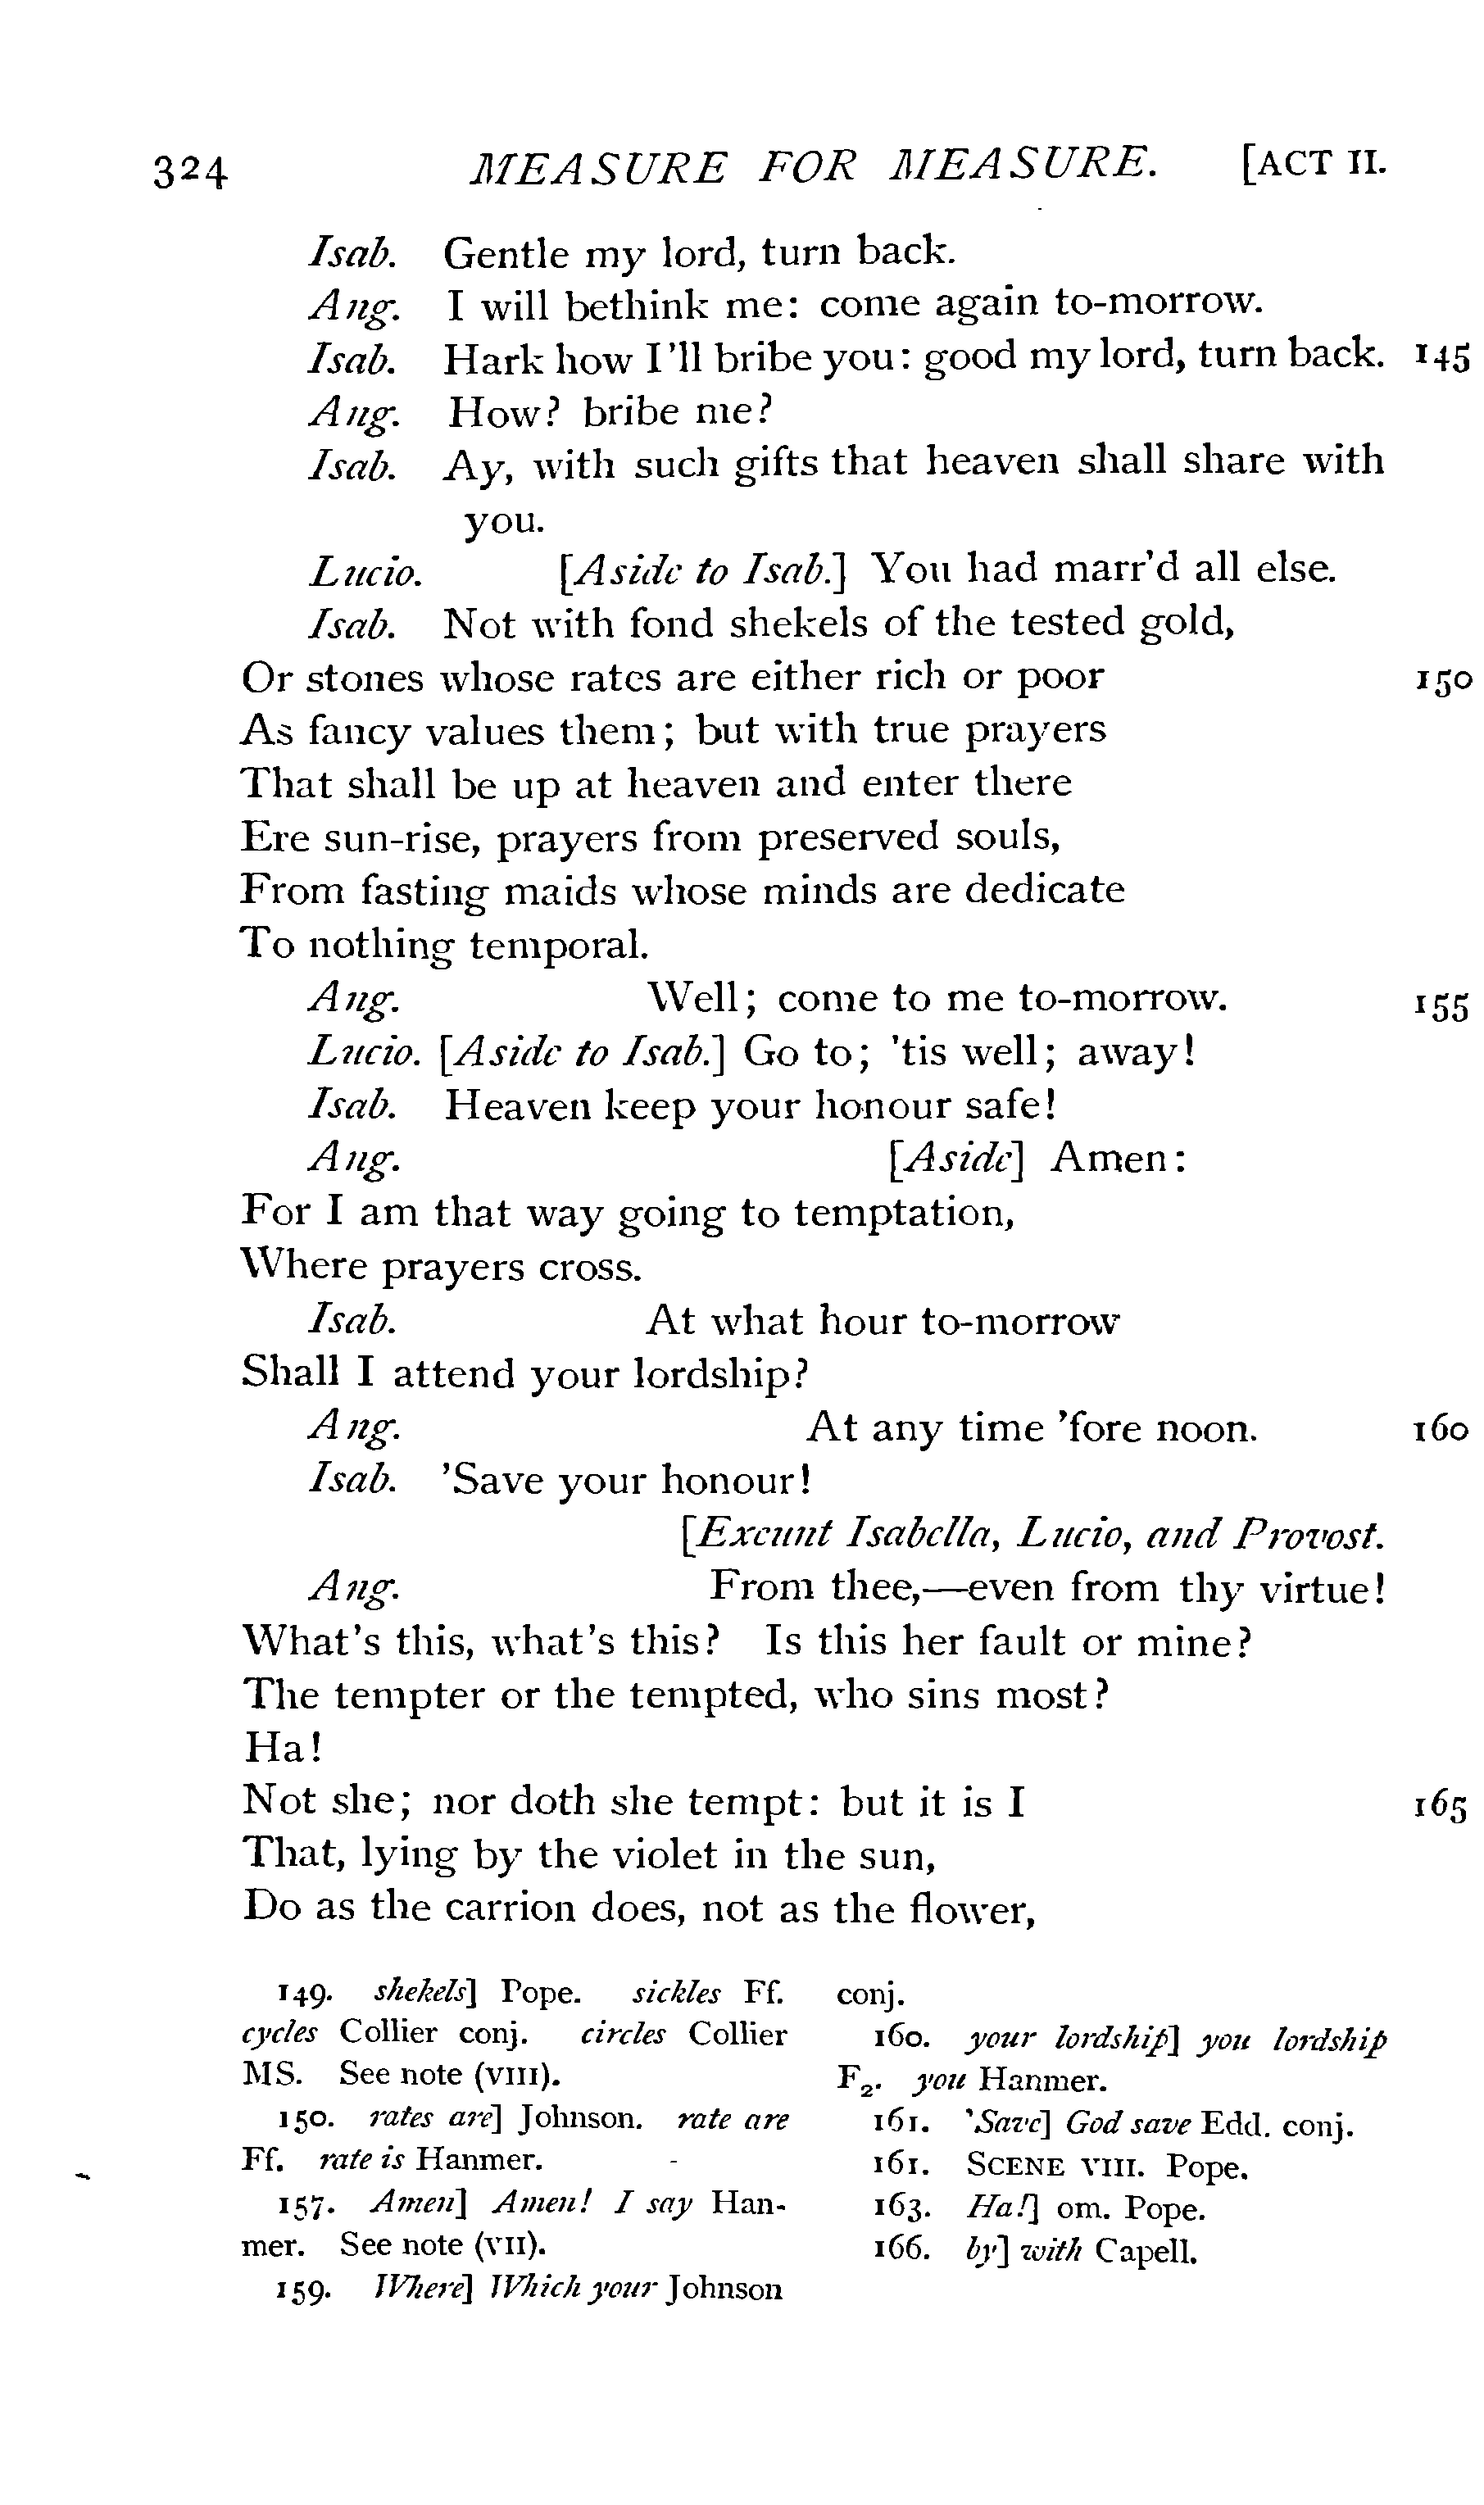 324 MEASURE FOR MEASURE. [ACT II.
Isab. Gentle my lord, turn back.
Ang. I will bethink me: come again to-morrow.
Isab. Hark how I'll bribe you: good my lord, turn back. 145
Ang. How? bribe me?
Isab. Ay, with such gifts that heaven shall share with
you.
Lucio. [Aside to Isab.] You had marr'd all else.
Isab. Not with fond shekels of the tested gold,
Or stones whose rates are either rich or poor 150
As fancy values them; but with true prayers
That shall be up at heaven and enter there
Ere sun-rise, prayers from preserved souls,
From fasting maids whose minds are dedicate
To nothing temporal.
Ang. Well; come to me to-morrow. 155
Lucio. [Aside to Isab.] Go to; 'tis well; away!
Isab. Heaven keep your honour safe!
Ang. [Aside] Amen:
For I am that way going to temptation,
Where prayers cross.
Isab. At what hour to-morrow
Shall I attend your lordship?
Ang. At any time 'fore noon. 160
Isab. 'Save your honour!
[Exeunt Isabella, Lucio, and Provost.
Ang. From thee,—even from thy virtue!
What's this, what's this? Is this her fault or mine?
The tempter or the tempted, who sins most?
Ha!
Not she; nor doth she tempt: but it is I 165
That, lying by the violet in the sun,
Do as the carrion does, not as the flower,
149. shekels] Pope. sickles Ff.
cycles Collier conj. circles Collier
MS. See note (VIII).
150. rates are] Johnson. rate are
Ff. rate is Hanmer.
157. Amen] Amen! I say Han-
mer. See note (VII).
159. Where] Which your Johnson
conj.
160. your lordship] you lordship
F2. you Hanmer.
161. 'Save] God save Edd. conj.
161. SCENE VIII. Pope.
163. Ha!] om. Pope.
166. by] with Capell.